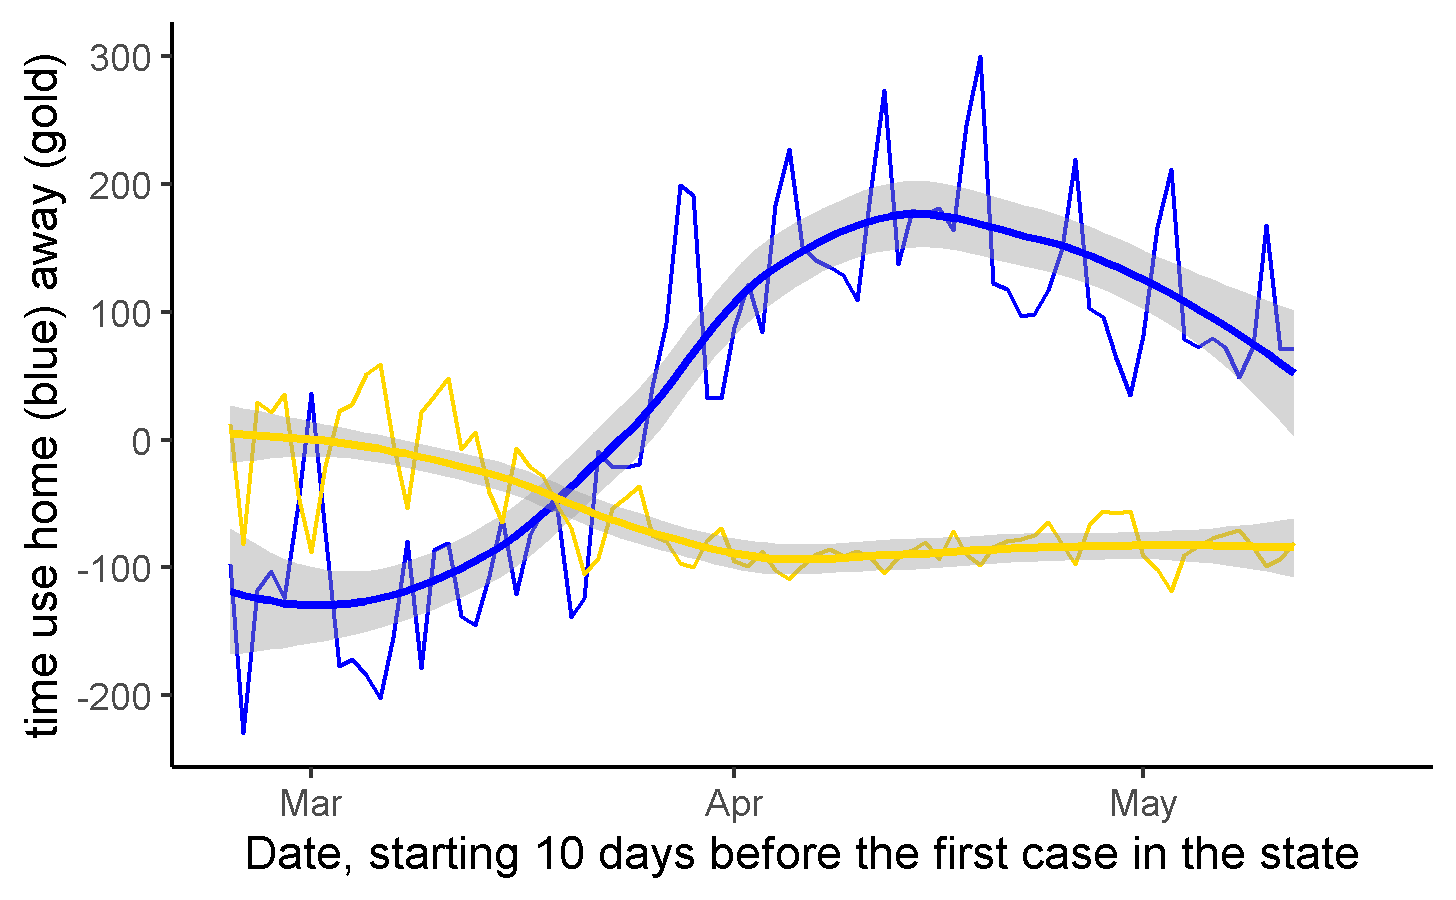 time use home (blue) away (gold)
300
200
100
0
-100
-200
Mar
Apr
May
Date, starting 10 days before the first case in the state